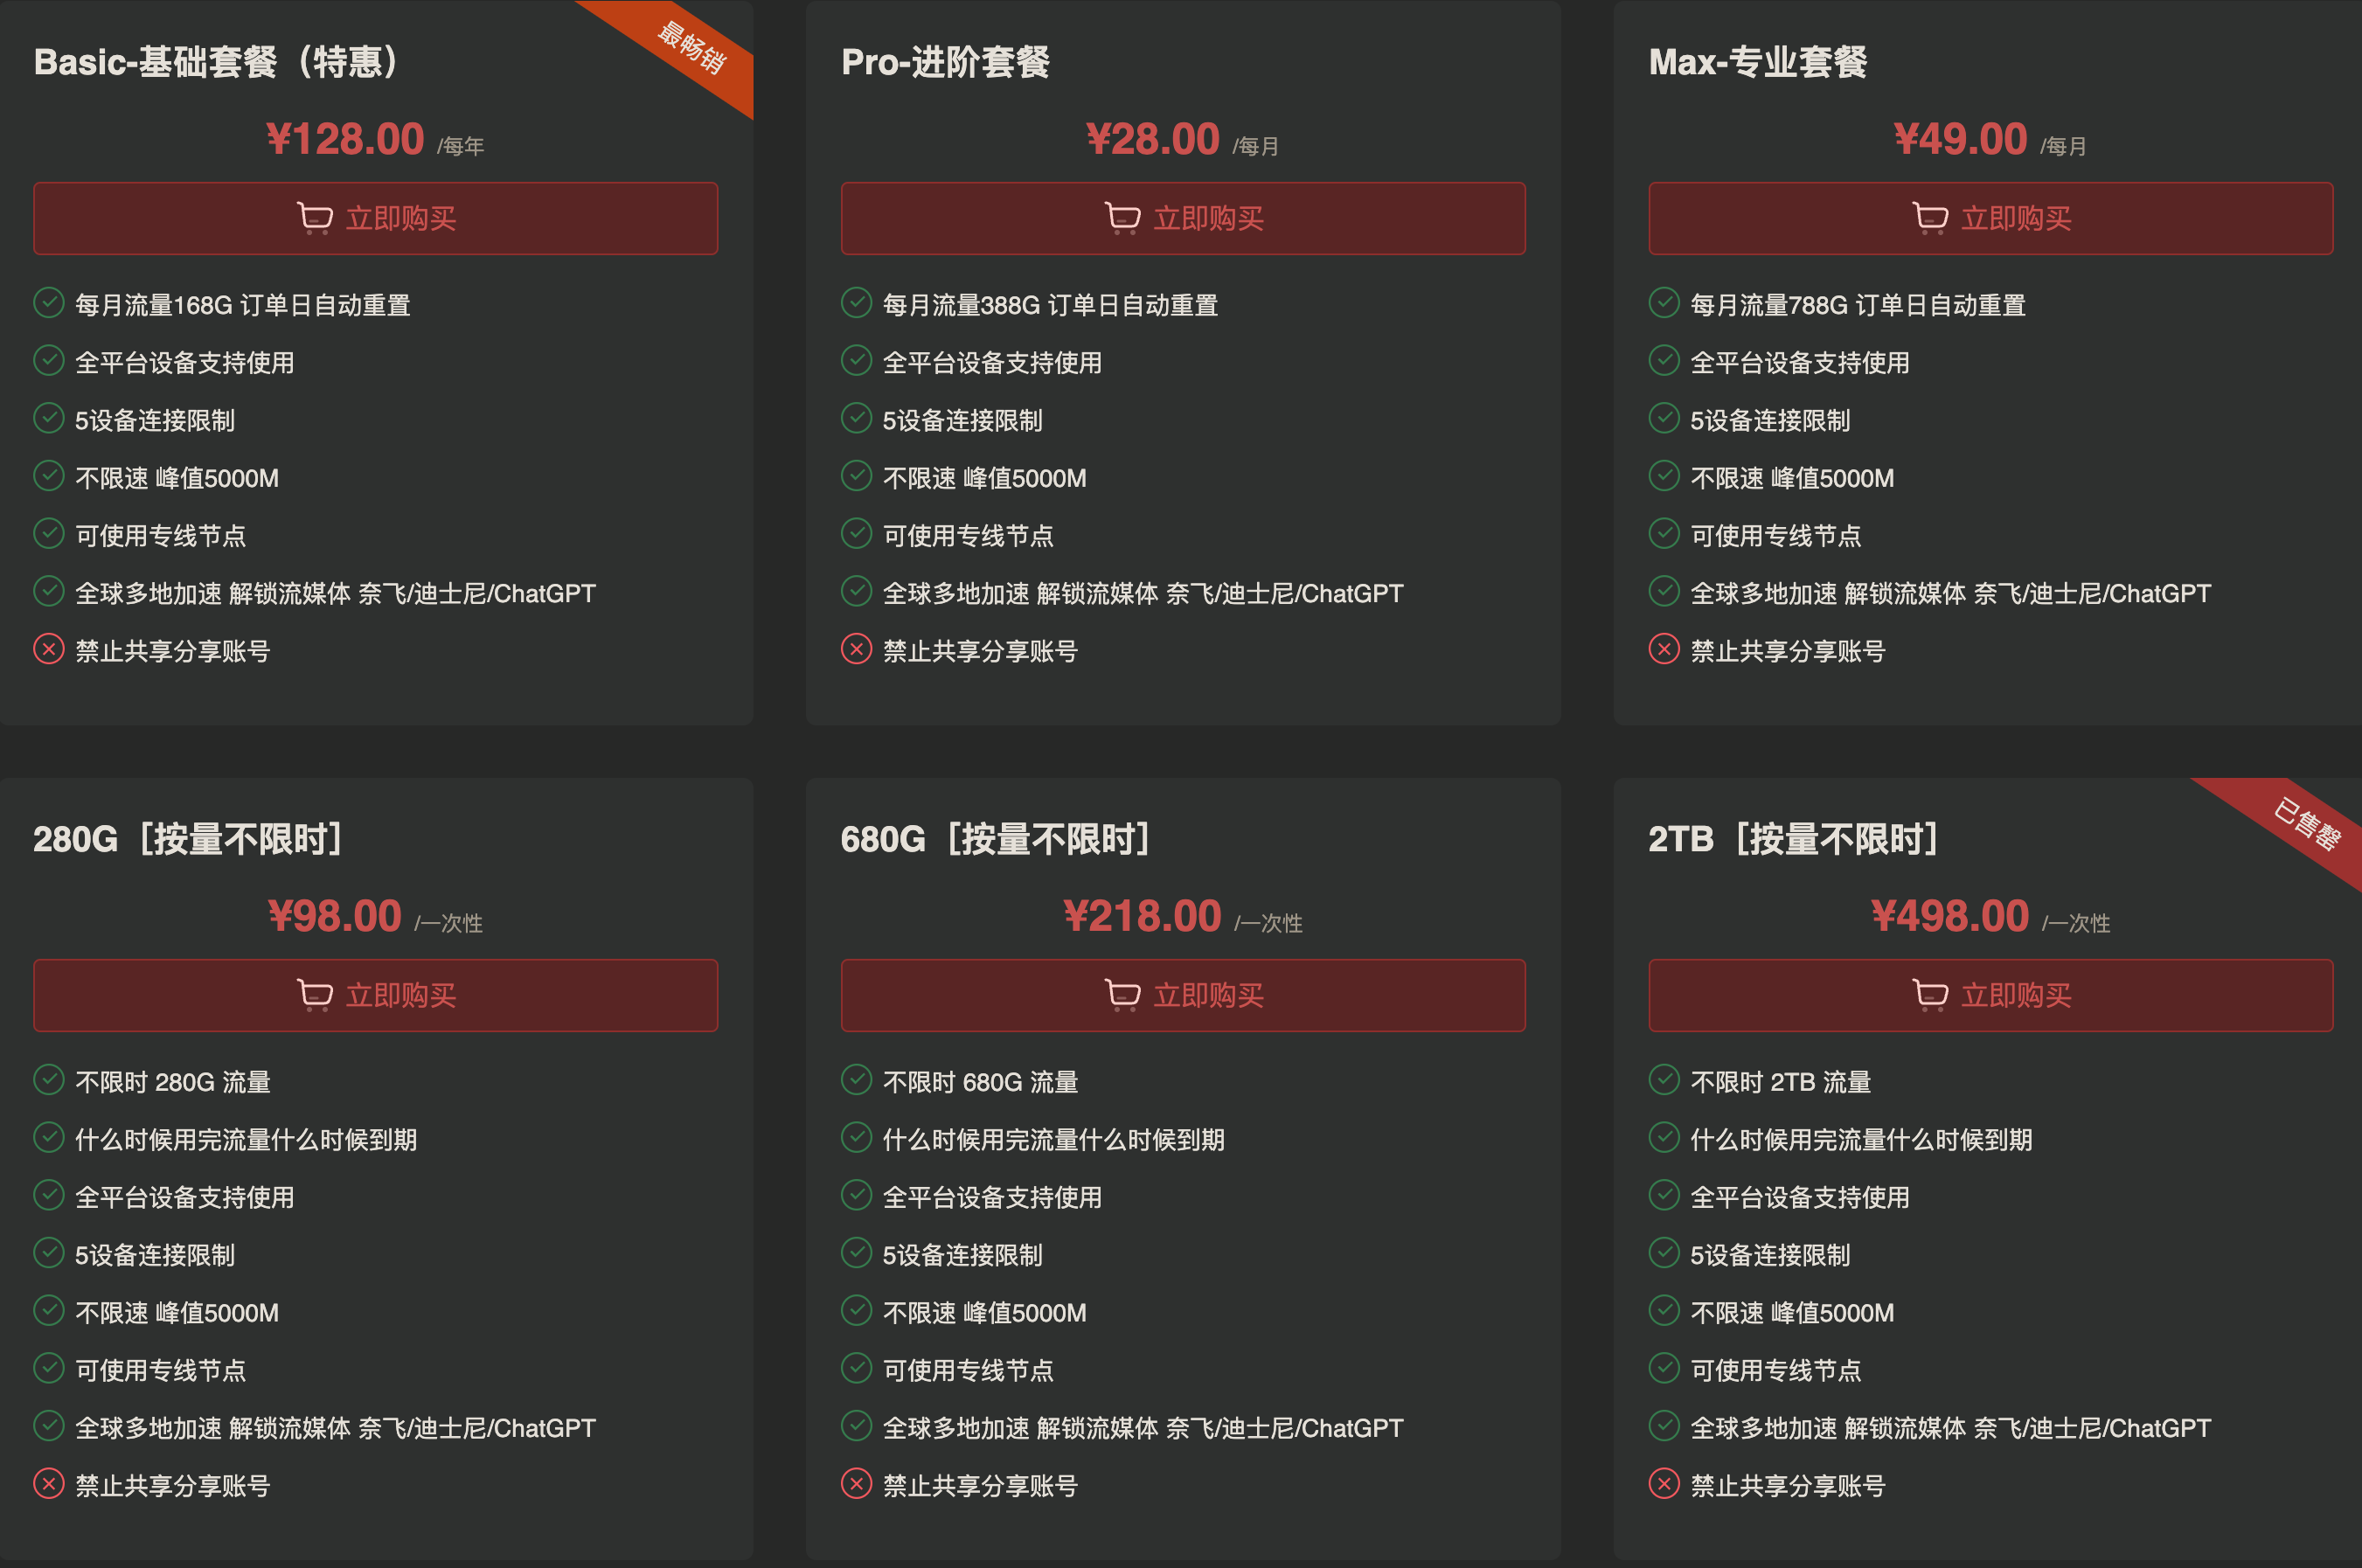 Basic-基础套餐（特惠）
最畅销
¥128.00 /每年
立即购买
每月流量168G 订单日自动重置
全平台设备支持使用
5设备连接限制
不限速 峰值5000M
可使用专线节点
全球多地加速 解锁流媒体 奈飞/迪士尼/ChatGPT
禁止共享分享账号
Pro-进阶套餐
¥28.00 /每月
立即购买
每月流量388G 订单日自动重置
全平台设备支持使用
5设备连接限制
不限速 峰值5000M
可使用专线节点
全球多地加速 解锁流媒体 奈飞/迪士尼/ChatGPT
禁止共享分享账号
Max-专业套餐
¥49.00 /每月
立即购买
每月流量788G 订单日自动重置
全平台设备支持使用
5设备连接限制
不限速 峰值5000M
可使用专线节点
全球多地加速 解锁流媒体 奈飞/迪士尼/ChatGPT
禁止共享分享账号
280G［按量不限时］
¥98.00 /一次性
立即购买
不限时 280G 流量
什么时候用完流量什么时候到期
全平台设备支持使用
5设备连接限制
不限速 峰值5000M
可使用专线节点
全球多地加速 解锁流媒体 奈飞/迪士尼/ChatGPT
禁止共享分享账号
680G［按量不限时］
¥218.00 /一次性
立即购买
不限时 680G 流量
什么时候用完流量什么时候到期
全平台设备支持使用
5设备连接限制
不限速 峰值5000M
可使用专线节点
全球多地加速 解锁流媒体 奈飞/迪士尼/ChatGPT
禁止共享分享账号
2TB［按量不限时］
已售罄
¥498.00 /一次性
立即购买
不限时 2TB 流量
什么时候用完流量什么时候到期
全平台设备支持使用
5设备连接限制
不限速 峰值5000M
可使用专线节点
全球多地加速 解锁流媒体 奈飞/迪士尼/ChatGPT
禁止共享分享账号